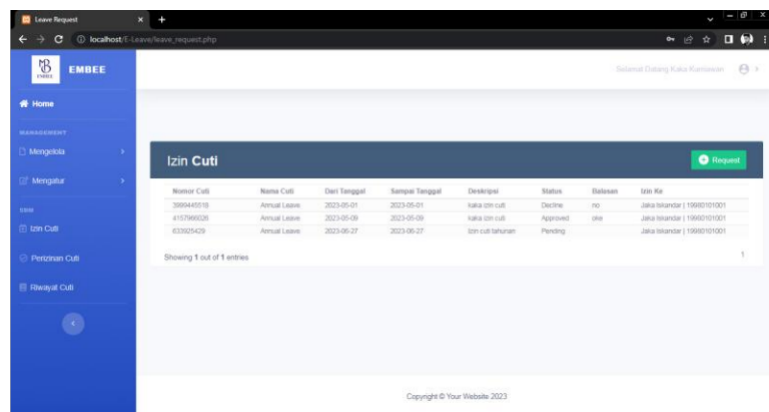 Leave Request
localhost/E-Leave/leave_request.php
EMBEE
EMBEE
Selamat Datang Kaka Kurniawan
Home
MANAGEMENT
Mengelola
Mengatur
Izin Cuti
Request
Nomor Cuti Nama Cuti Dari Tanggal Sampai Tanggal Deskripsi Status Balasan Izin Ke
Annual Leave 2023-05-01 2023-05-01 kaka izin cuti Decline no Jaka Iskandar | 19980101001
Annual Leave 2023-05-09 2023-05-09 kaka izin cuti Approved oke Jaka Iskandar | 19980101001
633925429 Annual Leave 2023-06-27 2023-06-27 Izin cuti tahunan Pending Jaka Iskandar | 19980101001
Izin Cuti
Perizinan Cuti
Riwayat Cuti
Showing 1 out of 1 entries
1
Copyright © Your Website 2023